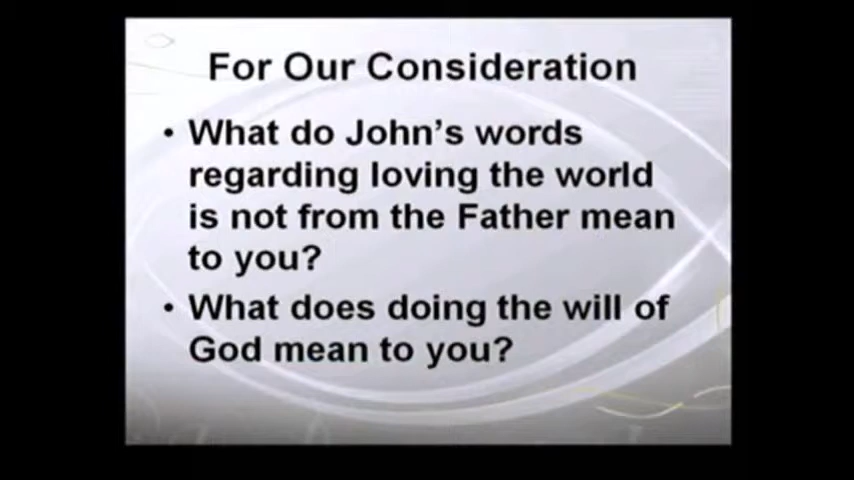 For Our Consideration
• What do John's words
regarding loving the world
is not from the Father mean
to you?
• What does doing the will of
God mean to you?